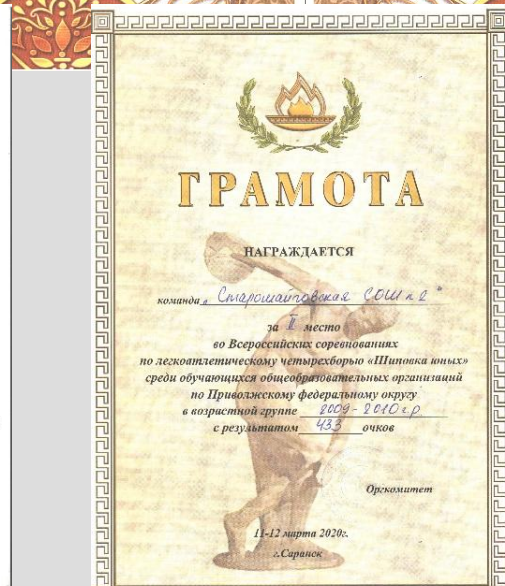 ГРАМОТА
НАГРАЖДАЕТСЯ
команда „Старошайговская СОШ №2"
за II место
во Всероссийских соревнованиях
по легкоатлетическому четырехборью «Шиповка юных»
среди обучающихся общеобразовательных организаций
по Приволжскому федеральному округу
в возрастной группе 2009-2010 г.р.
с результатом 433 очков
Оргкомитет
11-12 марта 2020г.
г.Саранск